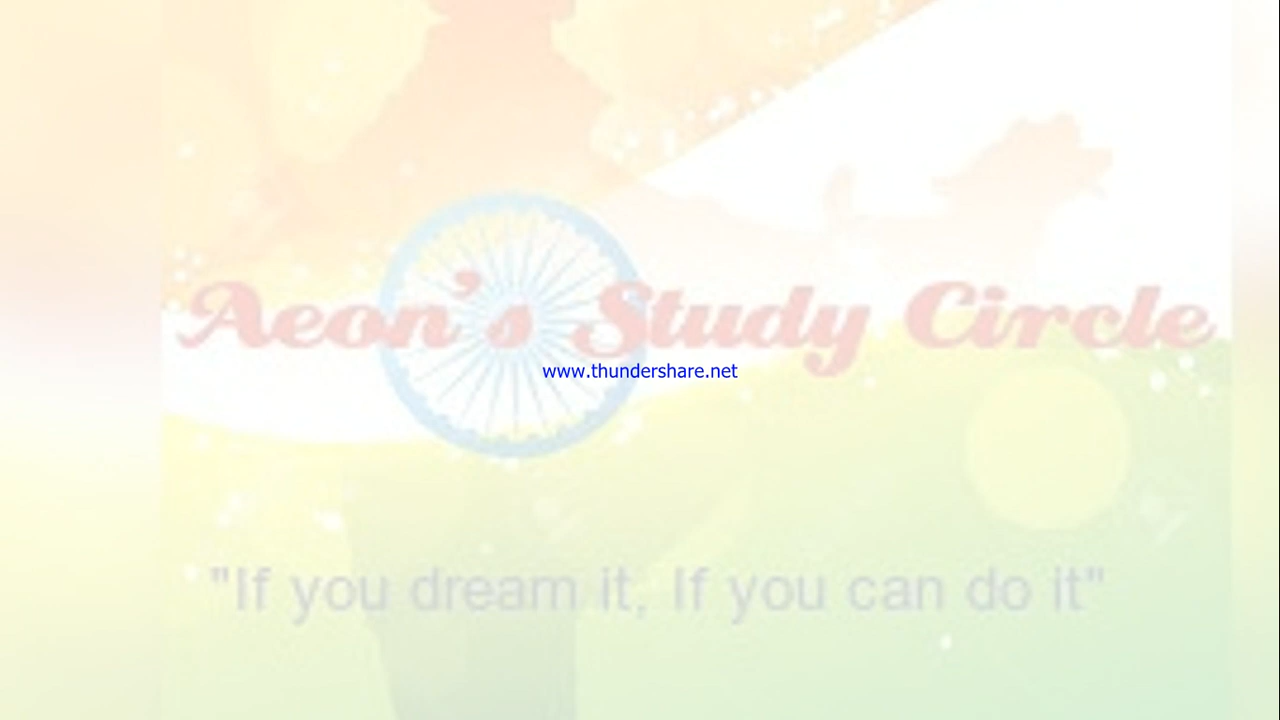 Aeon's Study Circle
www.thundershare.net
"If you dream it, If you can do it"